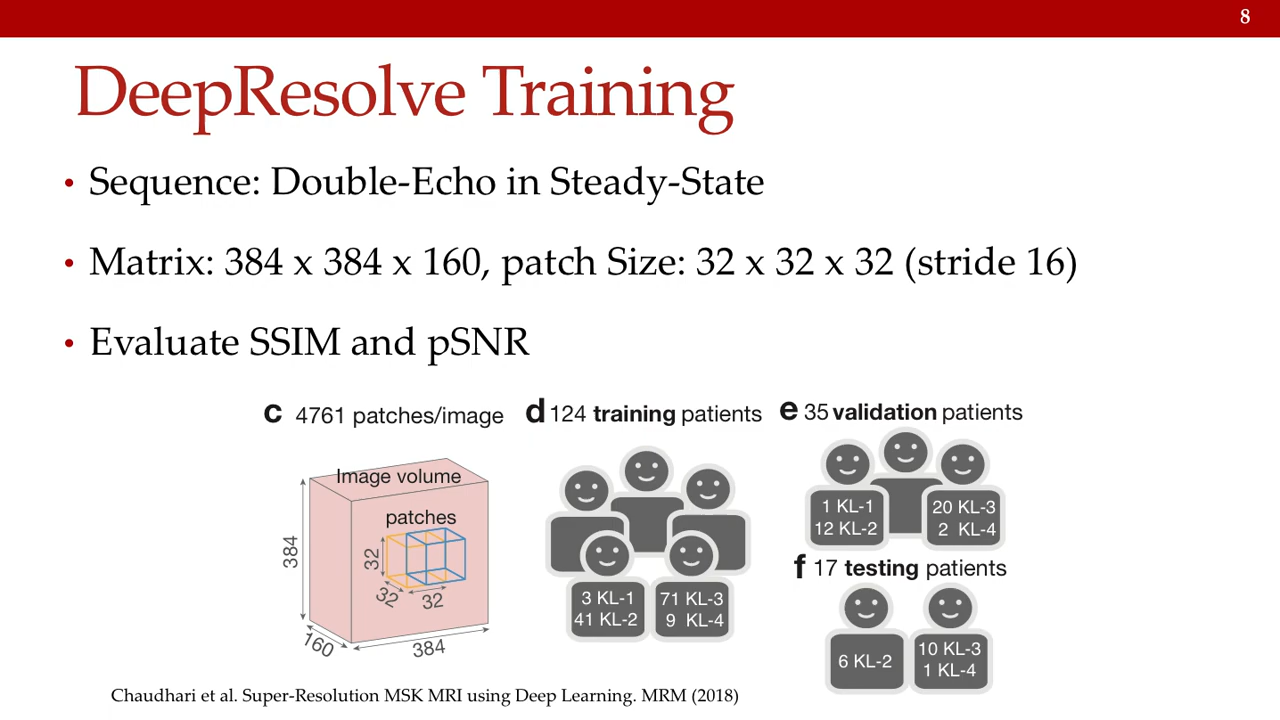 8
DeepResolve Training
• Sequence: Double-Echo in Steady-State
• Matrix: 384 x 384 x 160, patch Size: 32 x 32 x 32 (stride 16)
• Evaluate SSIM and pSNR
c 4761 patches/image
Image volume
patches
384
32
32
32
160
384
d 124 training patients
3 KL-1
41 KL-2
71 KL-3
9 KL-4
e 35 validation patients
1 KL-1
12 KL-2
20 KL-3
2 KL-4
f 17 testing patients
6 KL-2
10 KL-3
1 KL-4
Chaudhari et al. Super-Resolution MSK MRI using Deep Learning. MRM (2018)